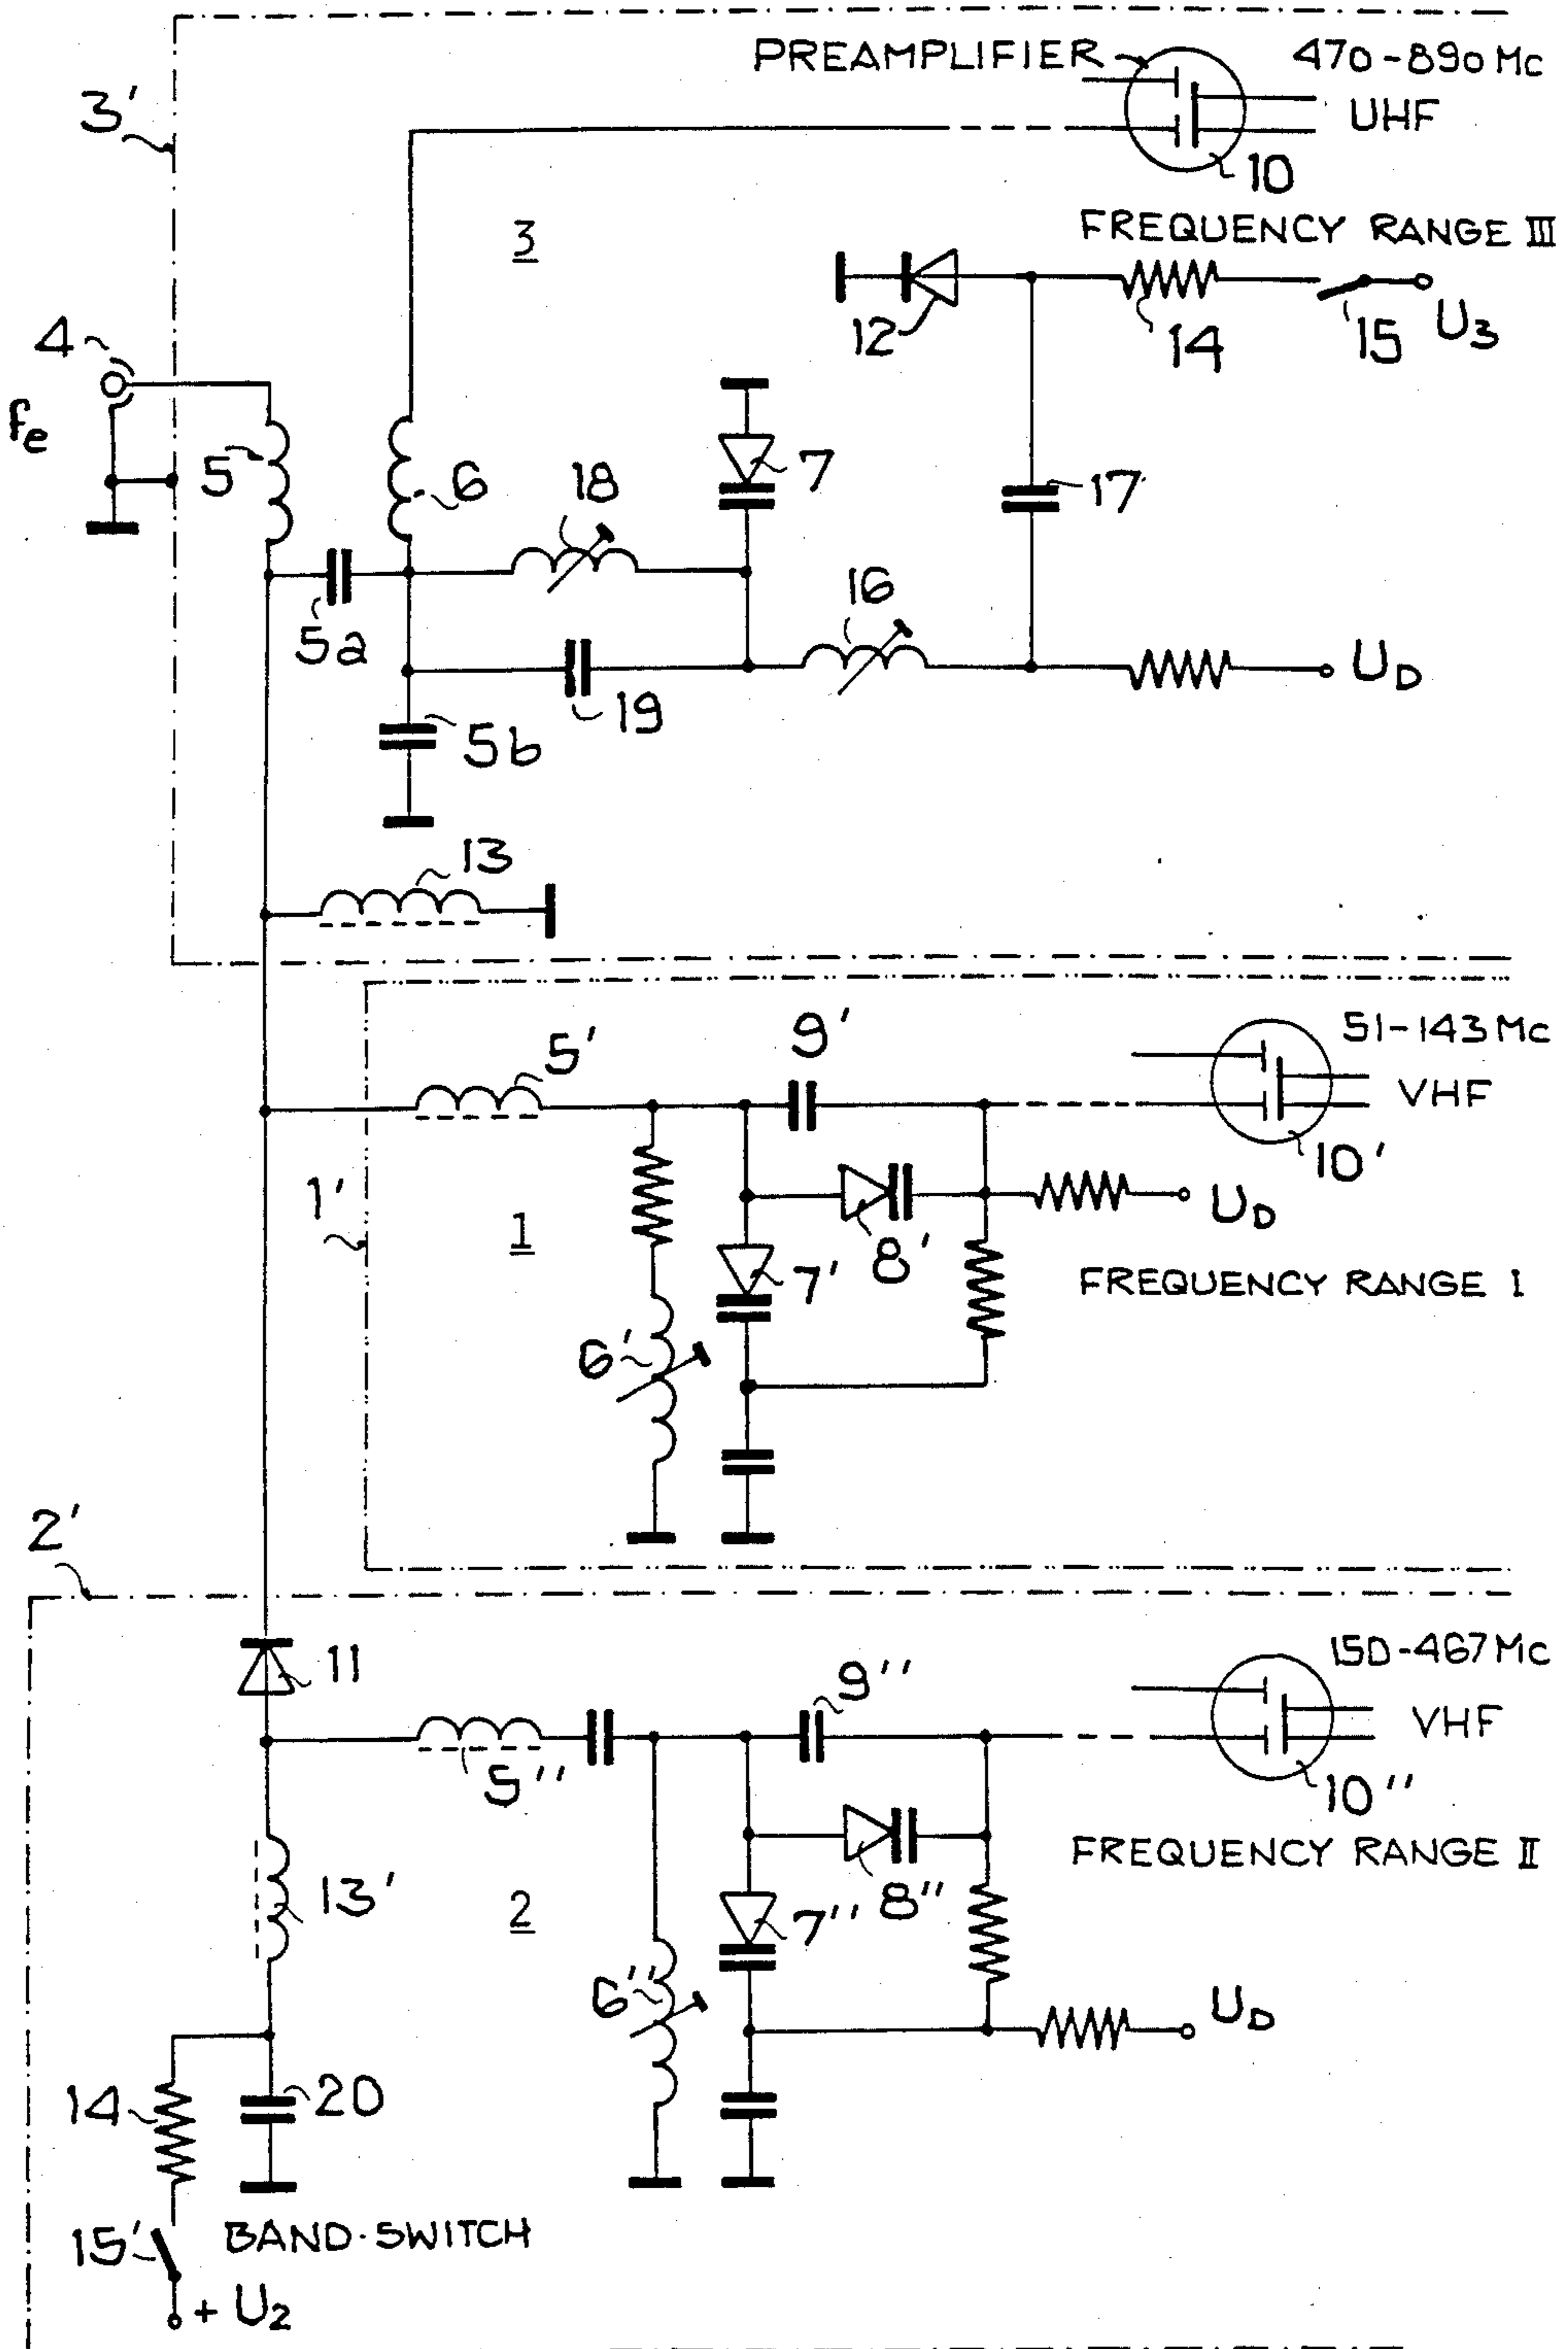 PREAMPLIFIER
470-890 Mc
UHF
3'
10
FREQUENCY RANGE III
3
12
14
15
U3
4
fe
5
6
18
7
17
5a
16
19
UD
5b
13
51-143 Mc
9'
5'
VHF
10'
1'
1
8'
UD
7'
FREQUENCY RANGE I
6'
2'
11
150-467 Mc
9''
VHF
5''
10''
FREQUENCY RANGE II
13'
2
8''
7''
6''
UD
14
20
15'
BAND-SWITCH
+ U2